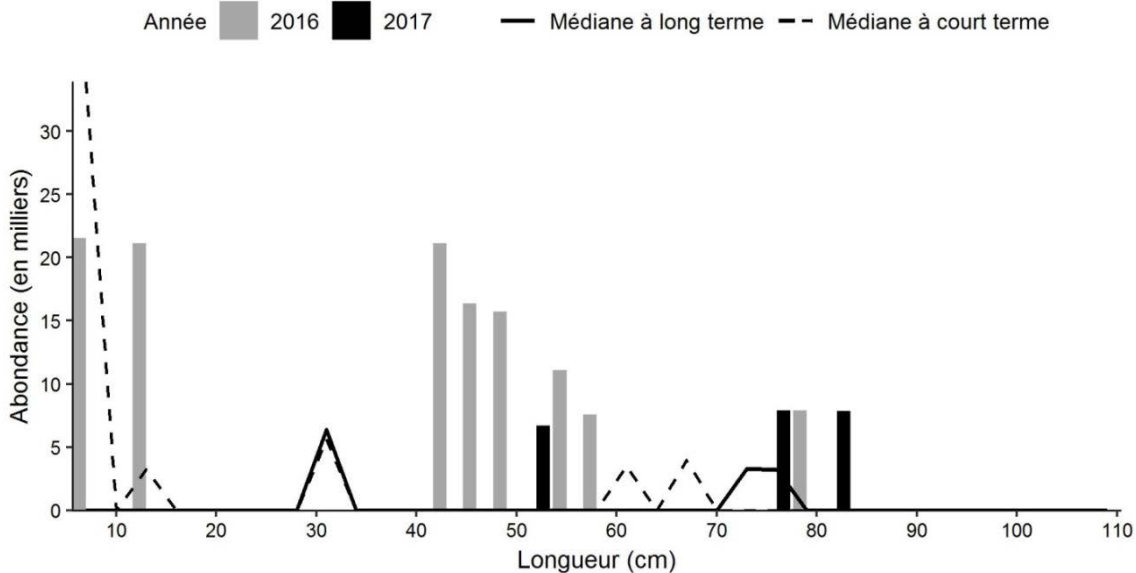 Année 2016 2017 Médiane à long terme Médiane à court terme
Abondance (en milliers)
30
25
20
15
10
5
0
10 20 30 40 50 60 70 80 90 100 110
Longueur (cm)